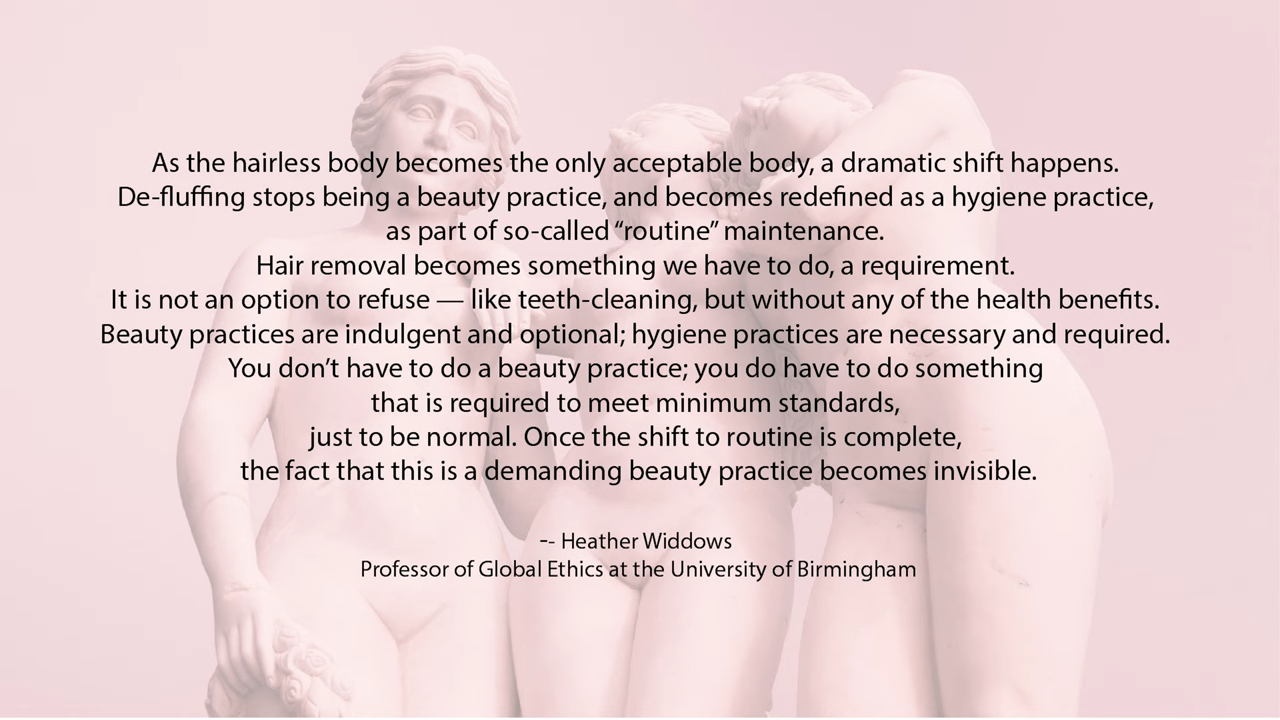 As the hairless body becomes the only acceptable body, a dramatic shift happens.
De-fluffing stops being a beauty practice, and becomes redefined as a hygiene practice,
as part of so-called “routine” maintenance.
Hair removal becomes something we have to do, a requirement.
It is not an option to refuse — like teeth-cleaning, but without any of the health benefits.
Beauty practices are indulgent and optional; hygiene practices are necessary and required.
You don’t have to do a beauty practice; you do have to do something
that is required to meet minimum standards,
just to be normal. Once the shift to routine is complete,
the fact that this is a demanding beauty practice becomes invisible.
-- Heather Widdows
Professor of Global Ethics at the University of Birmingham